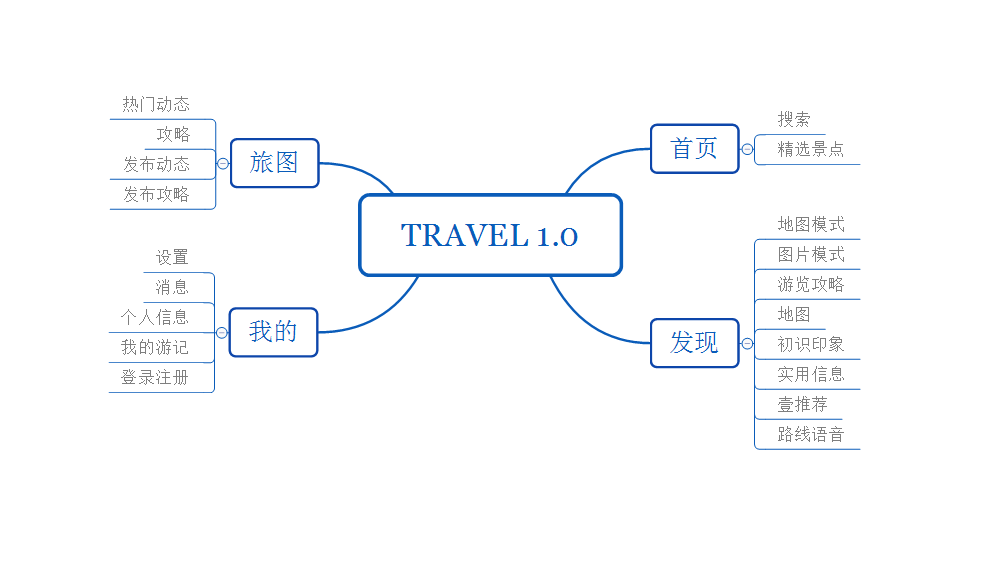 TRAVEL 1.0
首页
搜索
精选景点
发现
地图模式
图片模式
游览攻略
地图
初识印象
实用信息
壹推荐
路线语音
旅图
热门动态
攻略
发布动态
发布攻略
我的
设置
消息
个人信息
我的游记
登录注册